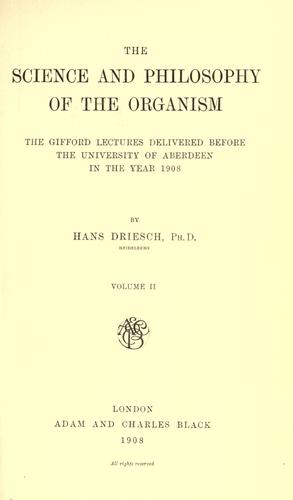 THE
SCIENCE AND PHILOSOPHY
OF THE ORGANISM
THE GIFFORD LECTURES DELIVERED BEFORE
THE UNIVERSITY OF ABERDEEN
IN THE YEAR 1908
BY
HANS DRIESCH, PH.D.
HEIDELBERG
VOLUME II
LONDON
ADAM AND CHARLES BLACK
1908
All rights reserved